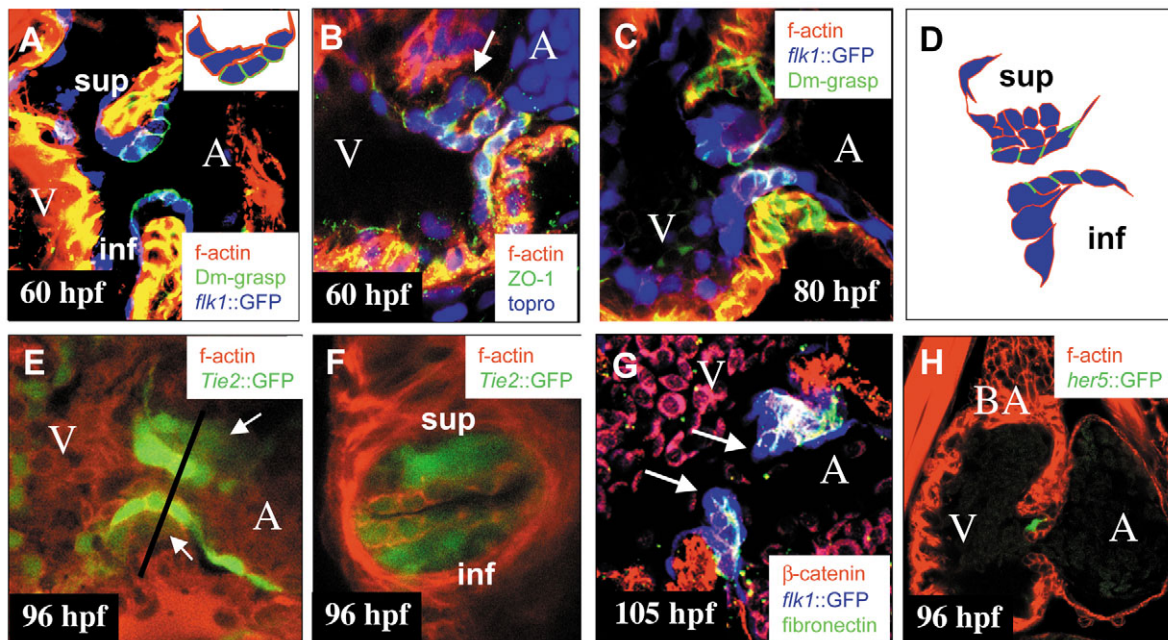 A
sup
A
V
inf
60 hpf
f-actin
Dm-grasp
flk1::GFP
B
A
V
60 hpf
f-actin
ZO-1
topro
C
f-actin
flk1::GFP
Dm-grasp
A
V
80 hpf
D
sup
inf
E
f-actin
Tie2::GFP
V
A
96 hpf
F
f-actin
Tie2::GFP
sup
inf
96 hpf
G
V
A
105 hpf
β-catenin
flk1::GFP
fibronectin
H
f-actin
her5::GFP
BA
V
A
96 hpf